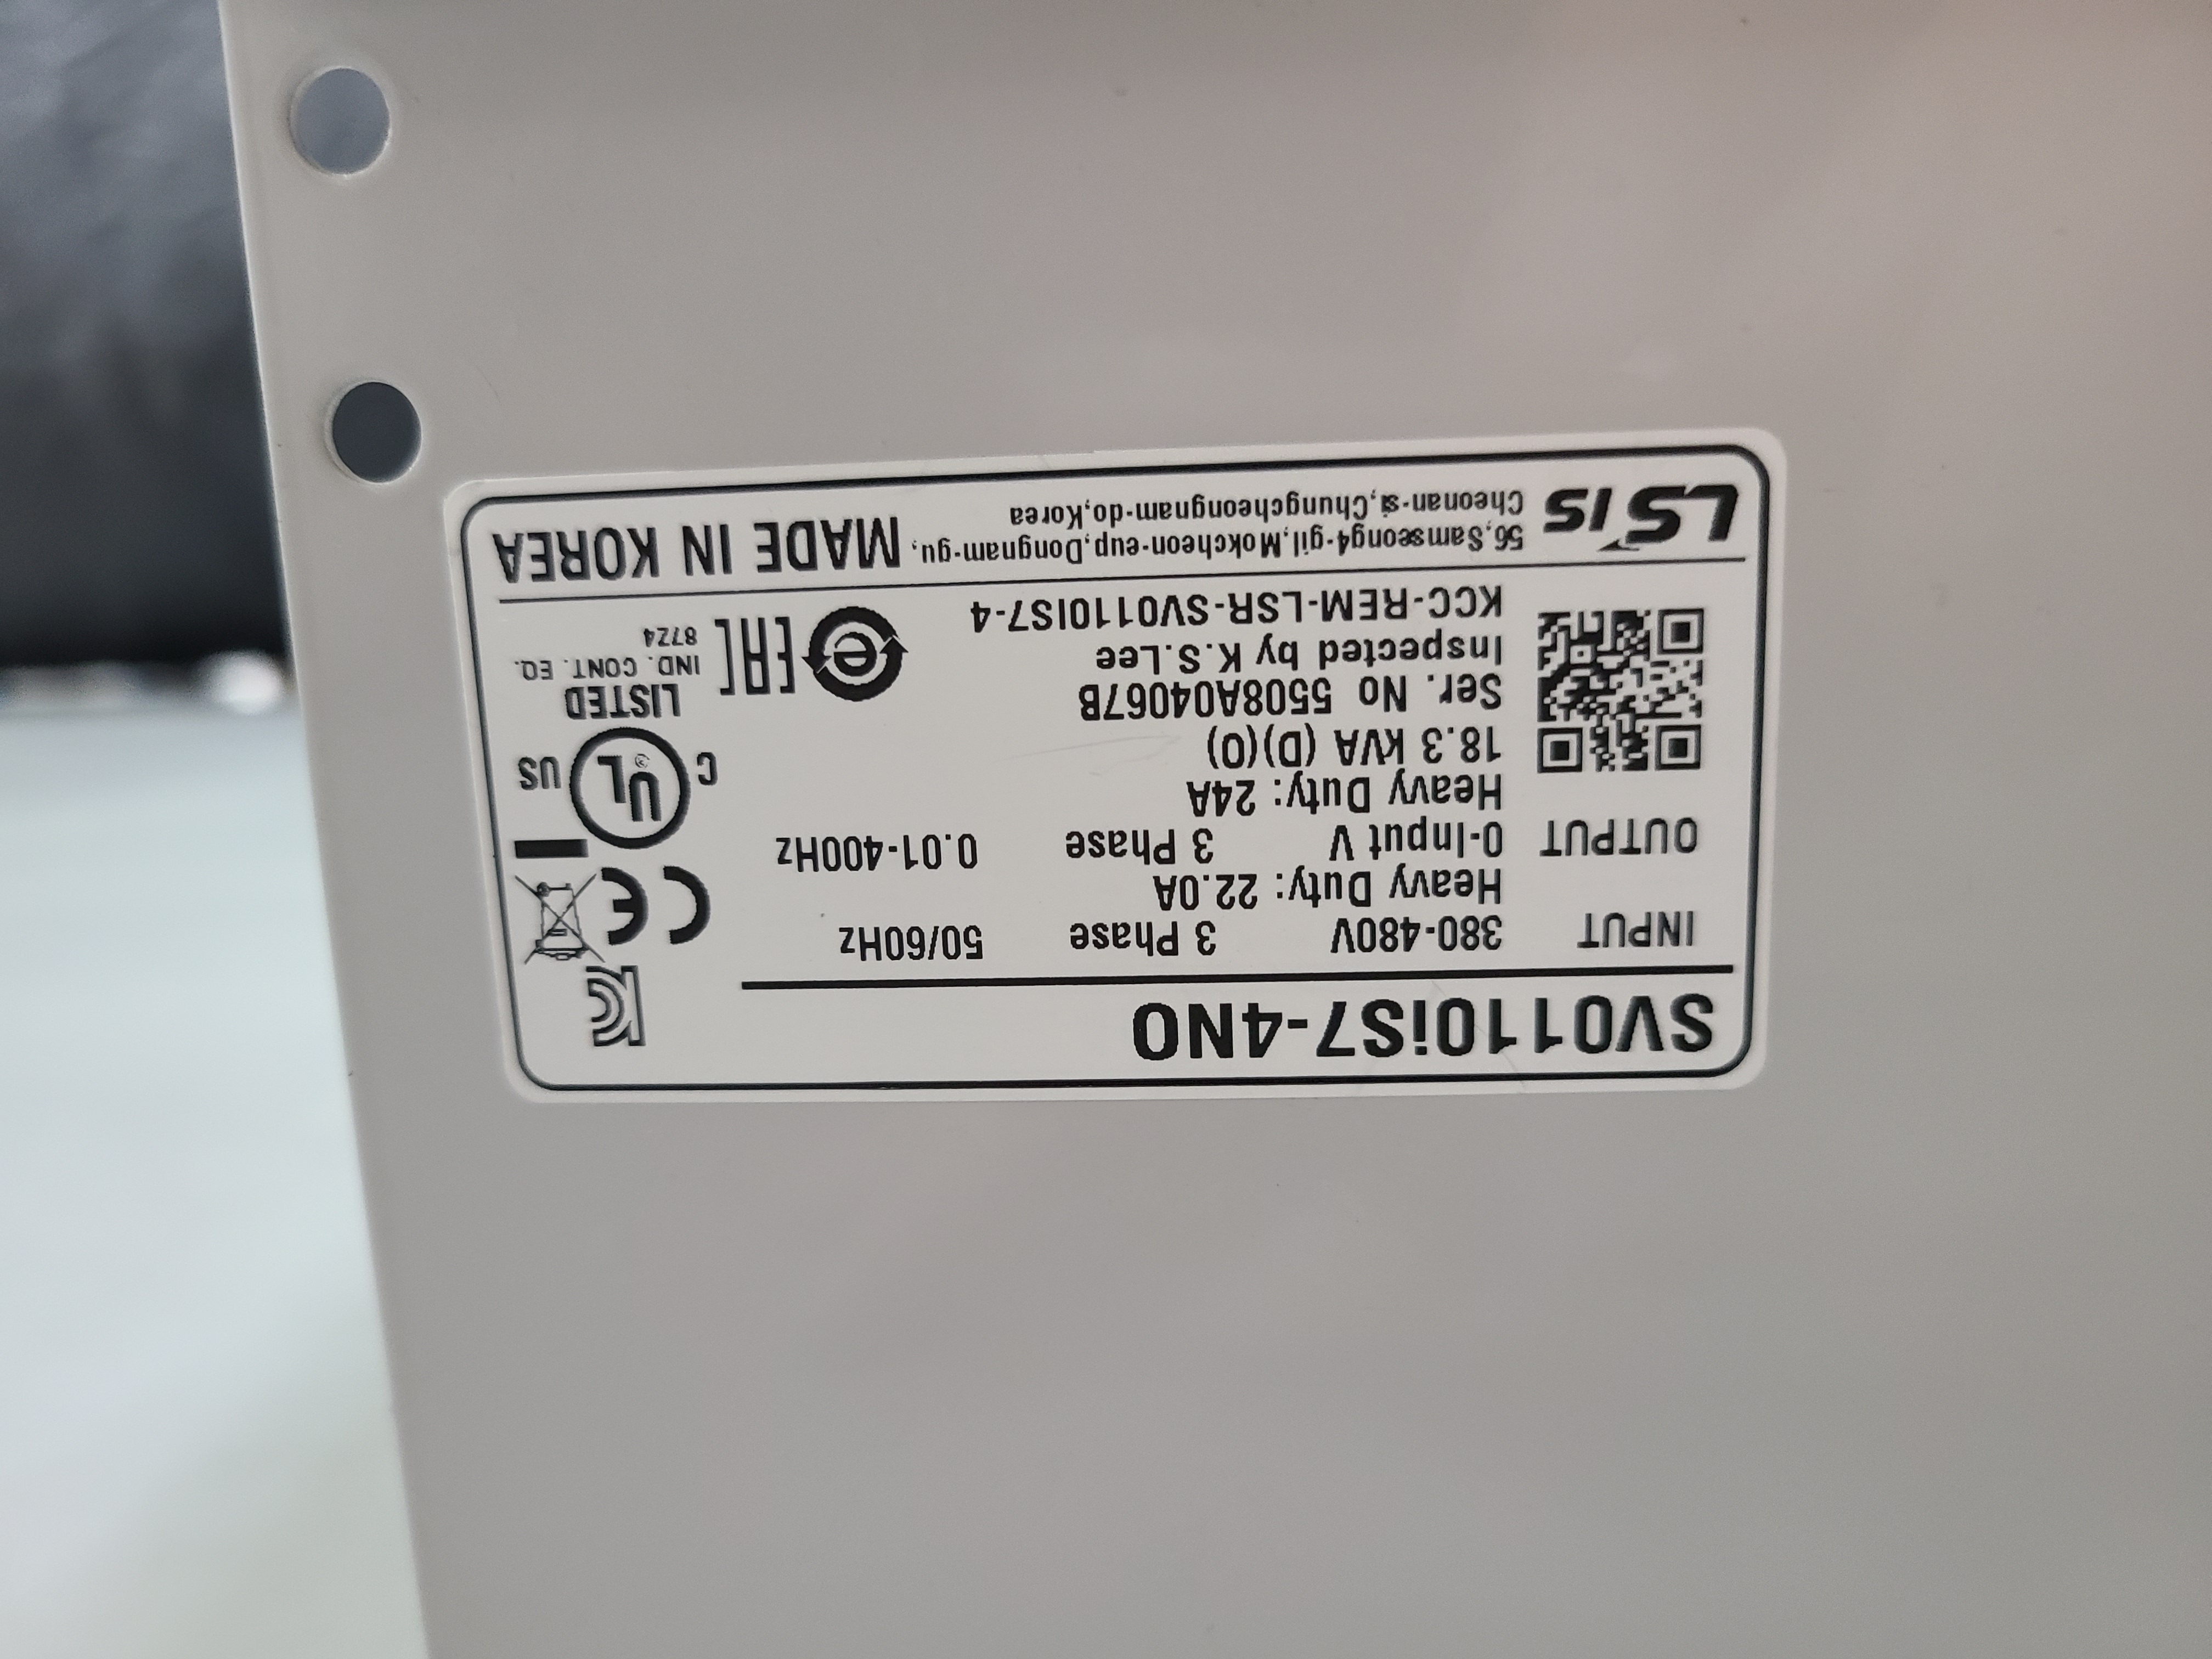 SV0110iS7-4NO
INPUT 380-480V 3 Phase 50/60Hz
Heavy Duty: 22.0A
OUTPUT 0-Input V 3 Phase 0.01-400Hz
Heavy Duty: 24A
18.3 kVA (D)(O)
Ser. No 5508A04067B
Inspected by K.S.Lee
KCC-REM-LSR-SV0110IS7-4
C UL US
®
LISTED
IND. CONT. EQ.
87Z4
CE
EAC
LSIS 56,Samseong4-gil,Mokcheon-eup,Dongnam-gu, MADE IN KOREA
Cheonan-si,Chungcheongnam-do,Korea